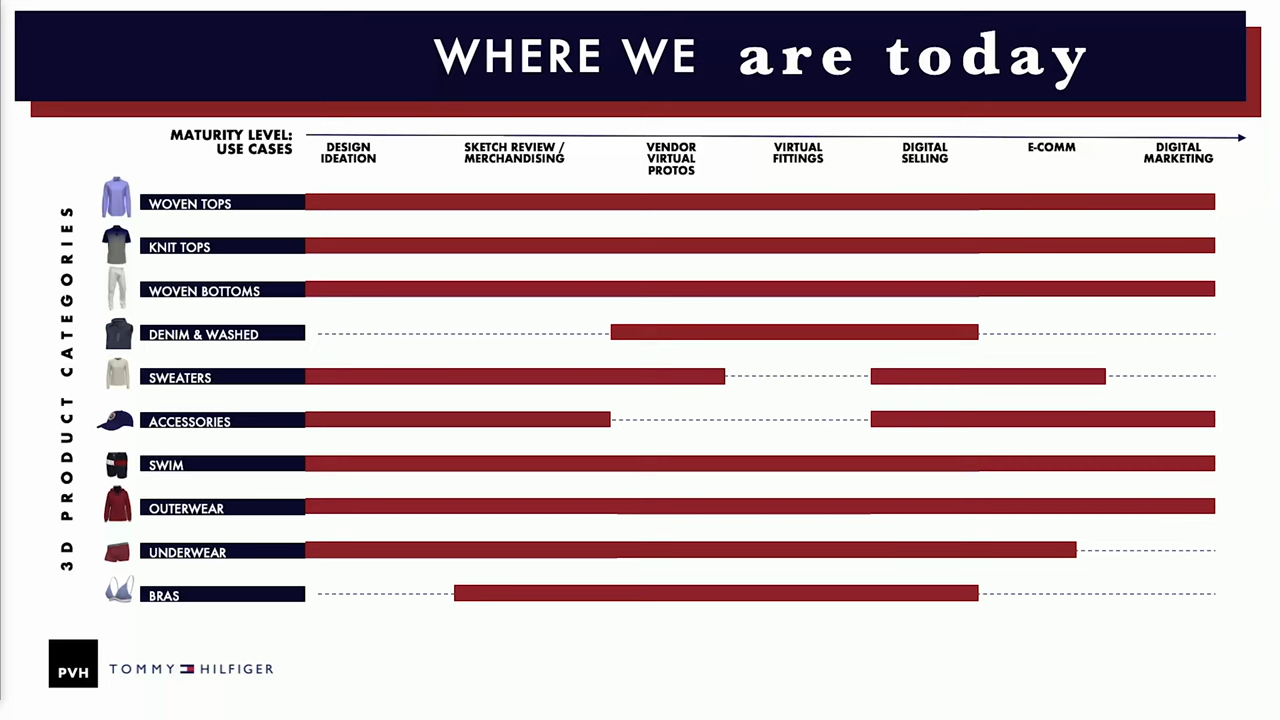 WHERE WE are today
MATURITY LEVEL:
USE CASES
DESIGN
IDEATION
SKETCH REVIEW /
MERCHANDISING
VENDOR
VIRTUAL
PROTOS
VIRTUAL
FITTINGS
DIGITAL
SELLING
E-COMM
DIGITAL
MARKETING
3D PRODUCT CATEGORIES
WOVEN TOPS
KNIT TOPS
WOVEN BOTTOMS
DENIM & WASHED
SWEATERS
ACCESSORIES
SWIM
OUTERWEAR
UNDERWEAR
BRAS
PVH
TOMMY HILFIGER